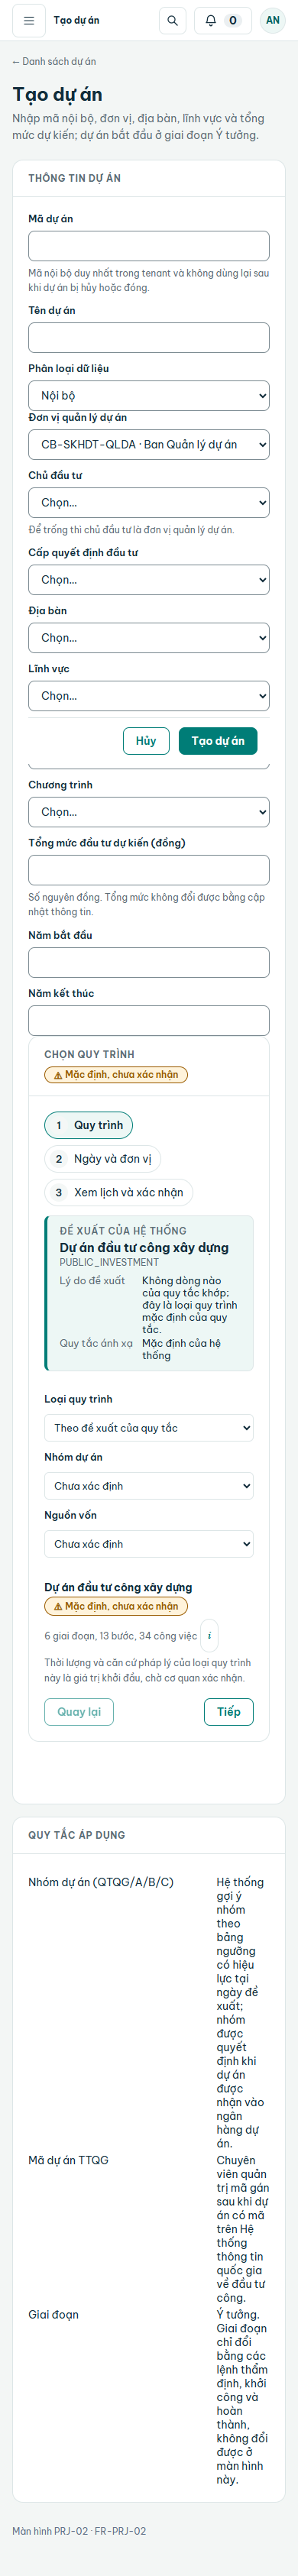 Tạo dự án
0
AN
← Danh sách dự án
Tạo dự án
Nhập mã nội bộ, đơn vị, địa bàn, lĩnh vực và tổng
mức dự kiến; dự án bắt đầu ở giai đoạn Ý tưởng.
THÔNG TIN DỰ ÁN
Mã dự án
Mã nội bộ duy nhất trong tenant và không dùng lại sau
khi dự án bị hủy hoặc đóng.
Tên dự án
Phân loại dữ liệu
Nội bộ
Đơn vị quản lý dự án
CB-SKHDT-QLDA · Ban Quản lý dự án
Chủ đầu tư
Chọn...
Để trống thì chủ đầu tư là đơn vị quản lý dự án.
Cấp quyết định đầu tư
Chọn...
Địa bàn
Chọn...
Lĩnh vực
Chọn...
Hủy
Tạo dự án
Chương trình
Chọn...
Tổng mức đầu tư dự kiến (đồng)
Số nguyên đồng. Tổng mức không đổi được bằng cập
nhật thông tin.
Năm bắt đầu
Năm kết thúc
CHỌN QUY TRÌNH
⚠ Mặc định, chưa xác nhận
1 Quy trình
2 Ngày và đơn vị
3 Xem lịch và xác nhận
ĐỀ XUẤT CỦA HỆ THỐNG
Dự án đầu tư công xây dựng
PUBLIC_INVESTMENT
Lý do đề xuất
Không dòng nào
của quy tắc khớp;
đây là loại quy trình
mặc định của quy
tắc.
Quy tắc ánh xạ
Mặc định của hệ
thống
Loại quy trình
Theo đề xuất của quy tắc
Nhóm dự án
Chưa xác định
Nguồn vốn
Chưa xác định
Dự án đầu tư công xây dựng
⚠ Mặc định, chưa xác nhận
6 giai đoạn, 13 bước, 34 công việc i
Thời lượng và căn cứ pháp lý của loại quy trình
này là giá trị khởi đầu, chờ cơ quan xác nhận.
Quay lại
Tiếp
QUY TẮC ÁP DỤNG
Nhóm dự án (QTQG/A/B/C)
Hệ thống
gợi ý
nhóm
theo
bảng
ngưỡng
có hiệu
lực tại
ngày đề
xuất;
nhóm
được
quyết
định khi
dự án
được
nhận vào
ngân
hàng dự
án.
Mã dự án TTQG
Chuyên
viên quản
trị mã gán
sau khi dự
án có mã
trên Hệ
thống
thông tin
quốc gia
về đầu tư
công.
Giai đoạn
Ý tưởng.
Giai đoạn
chỉ đổi
bằng các
lệnh thẩm
định, khởi
công và
hoàn
thành,
không đổi
được ở
màn hình
này.
Màn hình PRJ-02 · FR-PRJ-02